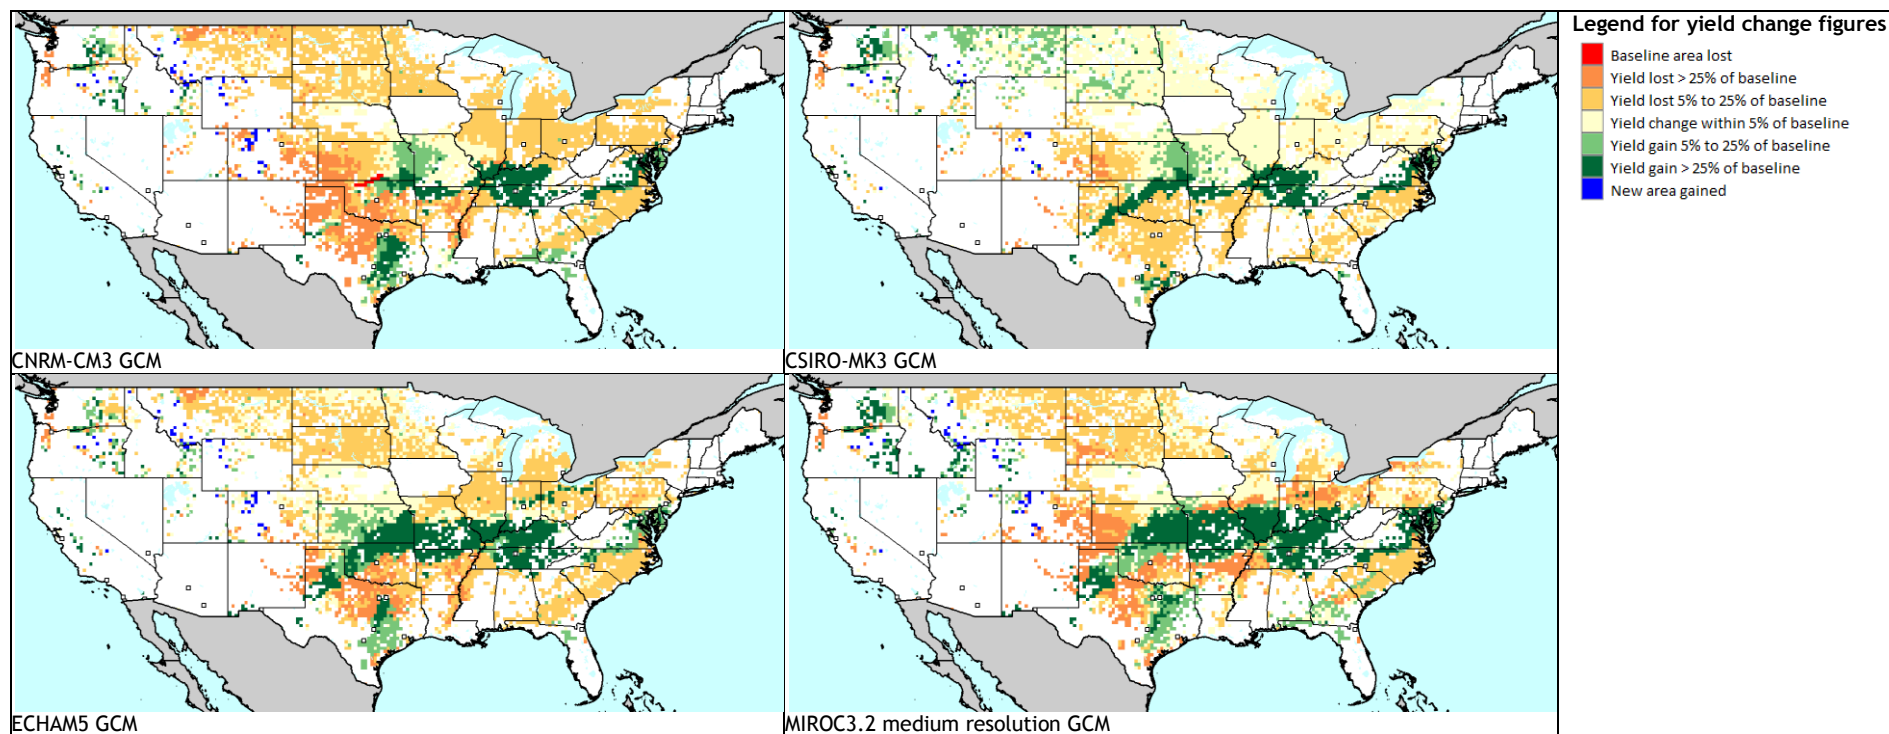 Legend for yield change figures
Baseline area lost
Yield lost > 25% of baseline
Yield lost 5% to 25% of baseline
Yield change within 5% of baseline
Yield gain 5% to 25% of baseline
Yield gain > 25% of baseline
New area gained
CNRM-CM3 GCM
CSIRO-MK3 GCM
ECHAM5 GCM
MIROC3.2 medium resolution GCM